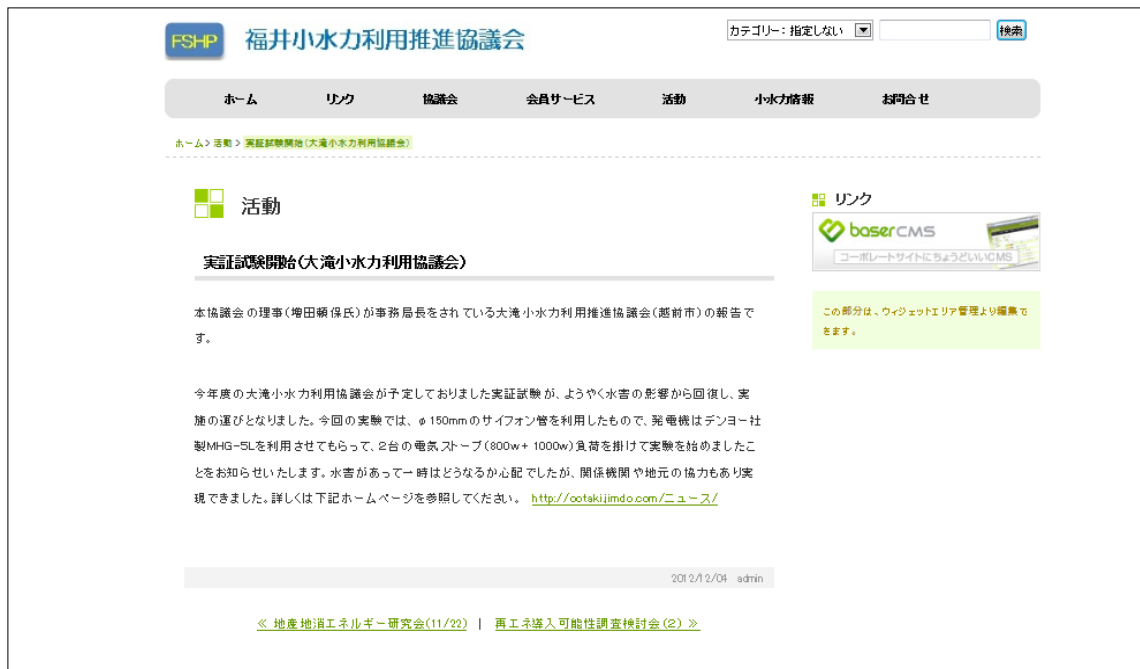 FSHP 福井小水力利用推進協議会
カテゴリー：指定しない 検索
ホーム リンク 協議会 会員サービス 活動 小水力情報 お問合せ
ホーム> 活動 > 実証試験開始(大滝小水力利用協議会)
活動
実証試験開始(大滝小水力利用協議会)
本協議会の理事(増田頼保氏)が事務局長をされている大滝小水力利用推進協議会(越前市)の報告で
す。
今年度の大滝小水力利用協議会が予定しておりました実証試験が、ようやく水害の影響から回復し、実
施の運びとなりました。今回の実験では、φ150mmのサイフォン管を利用したもので、発電機はデンヨー社
製MHG-5Lを利用させてもらって、2台の電気ストーブ(800w+1000w)負荷を掛けて実験を始めましたこ
とをお知らせいたします。水害があって一時はどうなるか心配でしたが、関係機関や地元の協力もあり実
現できました。詳しくは下記ホームページを参照してください。 http://ootaki.jimdo.com/ニュース/
2012/12/04 admin
≪ 地産地消エネルギー研究会(11/22) | 再エネ導入可能性調査検討会(2) ≫
リンク
baserCMS
コーポレートサイトにちょうどいいCMS
この部分は、ウィジェットエリア管理より編集で
きます。